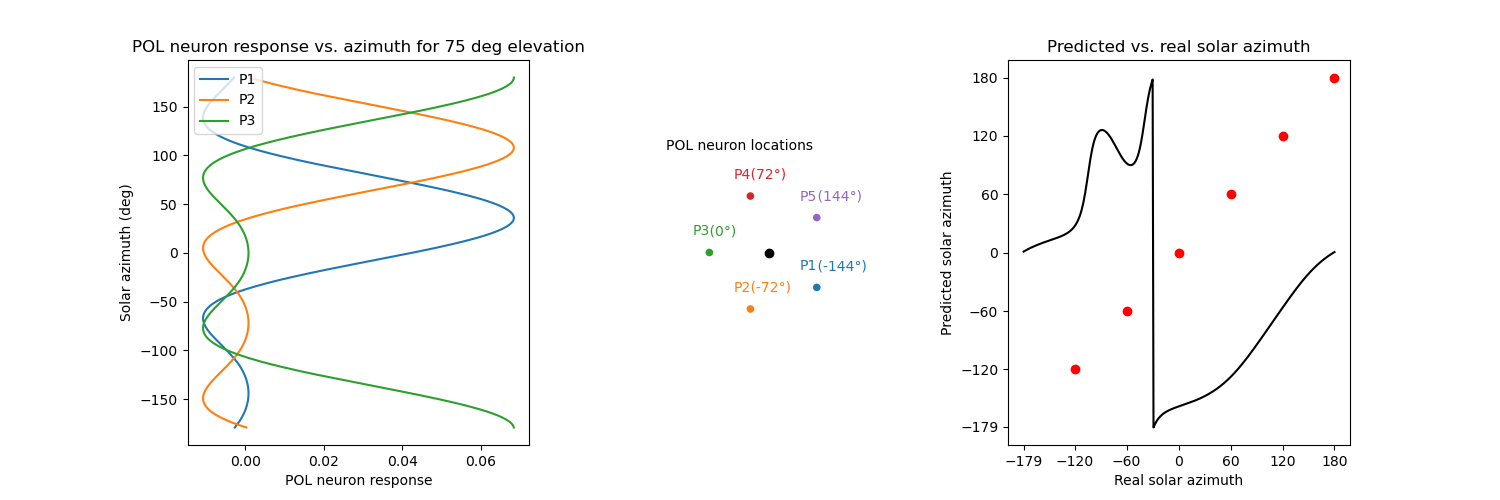 POL neuron response vs. azimuth for 75 deg elevation
P1
P2
P3
150
100
50
0
−50
−100
−150
Solar azimuth (deg)
0.00
0.02
0.04
0.06
POL neuron response
POL neuron locations
P4(72°)
P5(144°)
P3(0°)
P1(-144°)
P2(-72°)
Predicted vs. real solar azimuth
180
120
60
0
−60
−120
−179
Predicted solar azimuth
−179
−120
−60
0
60
120
180
Real solar azimuth